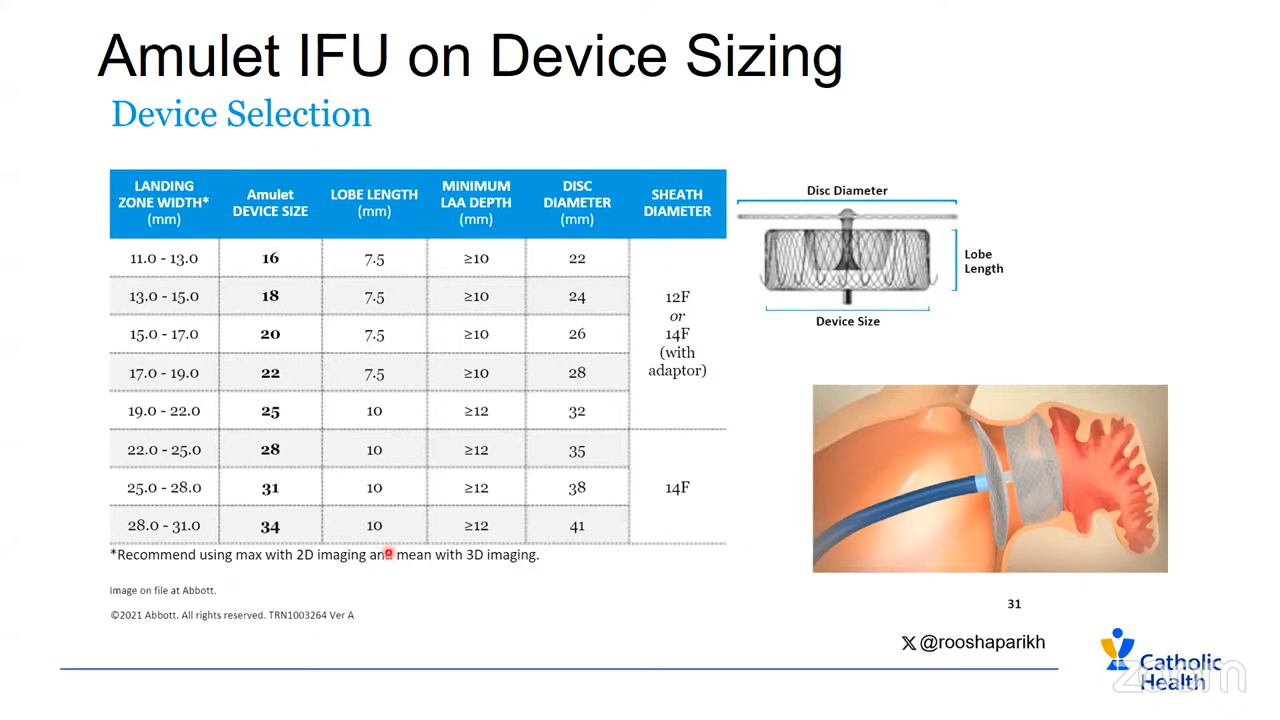 Amulet IFU on Device Sizing
Device Selection
LANDING ZONE WIDTH* (mm) Amulet DEVICE SIZE LOBE LENGTH (mm) MINIMUM LAA DEPTH (mm) DISC DIAMETER (mm) SHEATH DIAMETER
11.0 - 13.0 16 7.5 ≥10 22
13.0 - 15.0 18 7.5 ≥10 24
15.0 - 17.0 20 7.5 ≥10 26
17.0 - 19.0 22 7.5 ≥10 28
19.0 - 22.0 25 10 ≥12 32
12F
or
14F
(with
adaptor)
22.0 - 25.0 28 10 ≥12 35
25.0 - 28.0 31 10 ≥12 38
28.0 - 31.0 34 10 ≥12 41
14F
*Recommend using max with 2D imaging and mean with 3D imaging.
Image on file at Abbott.
©2021 Abbott. All rights reserved. TRN1003264 Ver A
Disc Diameter
Lobe
Length
Device Size
31
@rooshaparikh
Catholic
Health
zoom